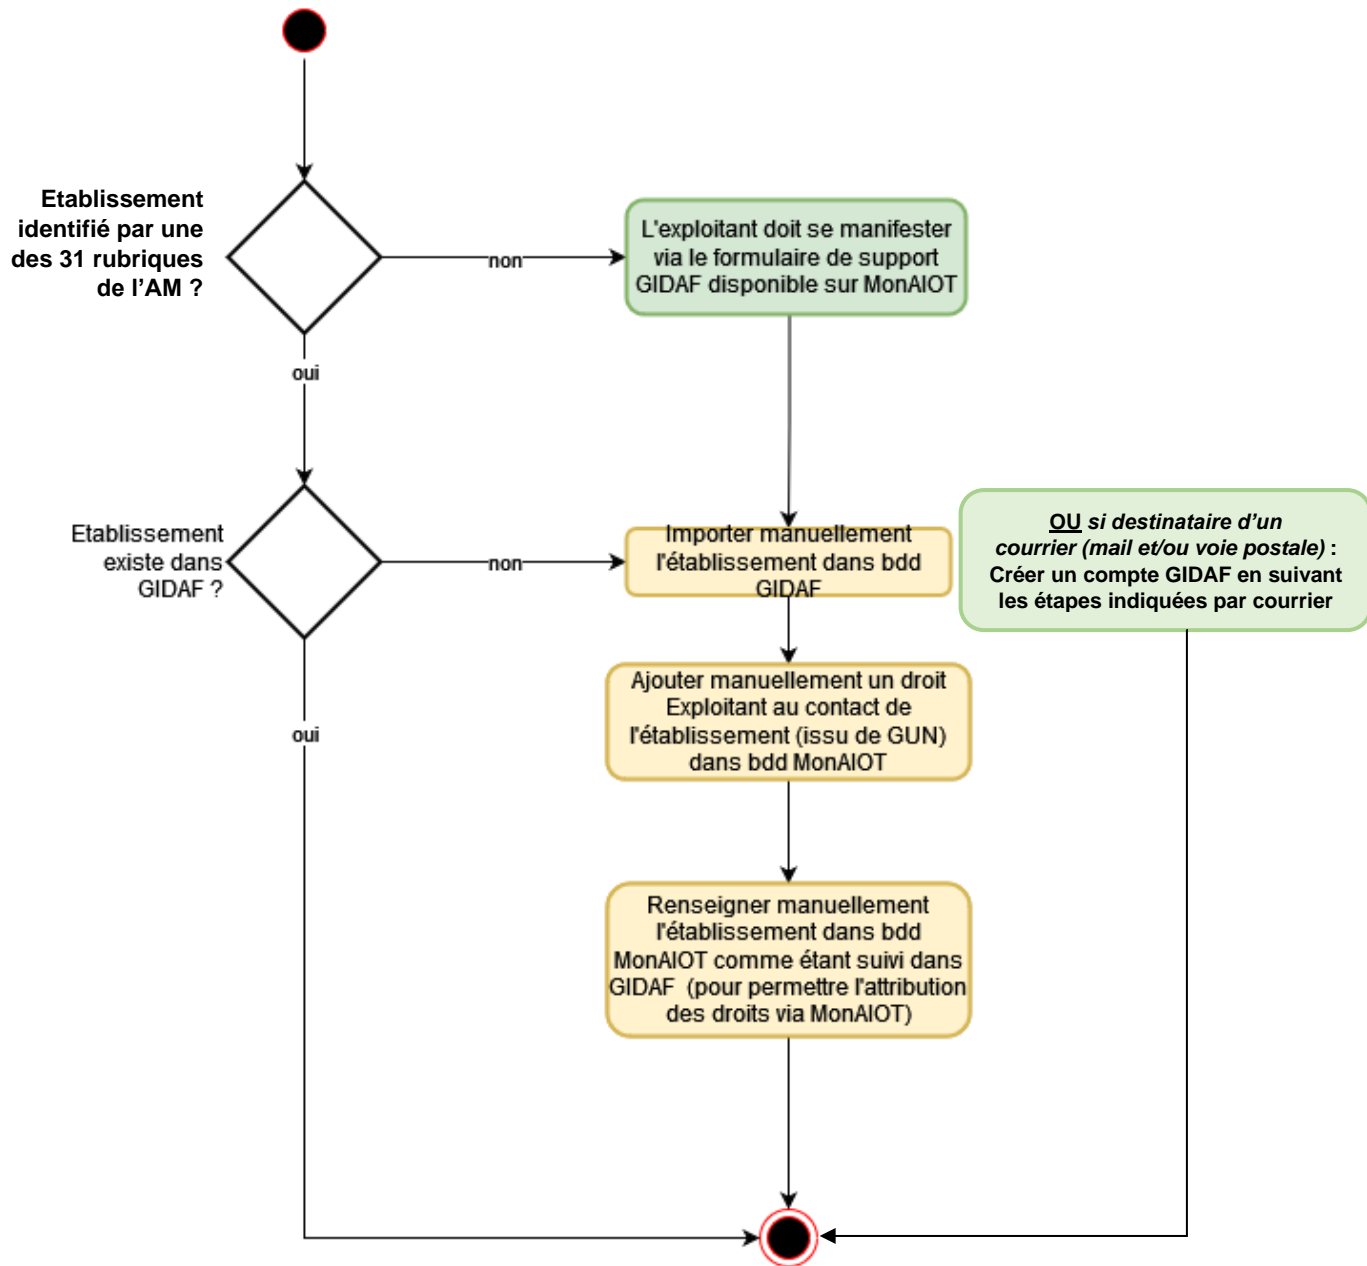 Etablissement
identifié par une
des 31 rubriques
de l’AM ?
non
L'exploitant doit se manifester
via le formulaire de support
GIDAF disponible sur MonAIOT
oui
Etablissement
existe dans
GIDAF ?
non
Importer manuellement
l'établissement dans bdd
GIDAF
OU si destinataire d’un
courrier (mail et/ou voie postale) :
Créer un compte GIDAF en suivant
les étapes indiquées par courrier
Ajouter manuellement un droit
Exploitant au contact de
l'établissement (issu de GUN)
dans bdd MonAIOT
oui
Renseigner manuellement
l'établissement dans bdd
MonAIOT comme étant suivi dans
GIDAF (pour permettre l'attribution
des droits via MonAIOT)